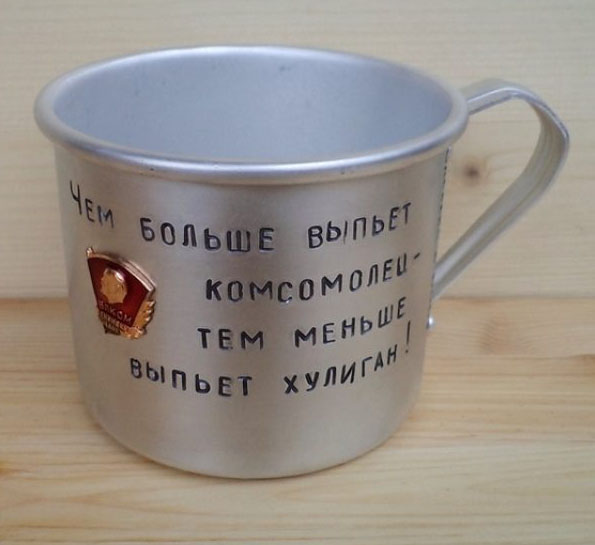 Чем больше выпьет
комсомолец-
тем меньше
выпьет хулиган!